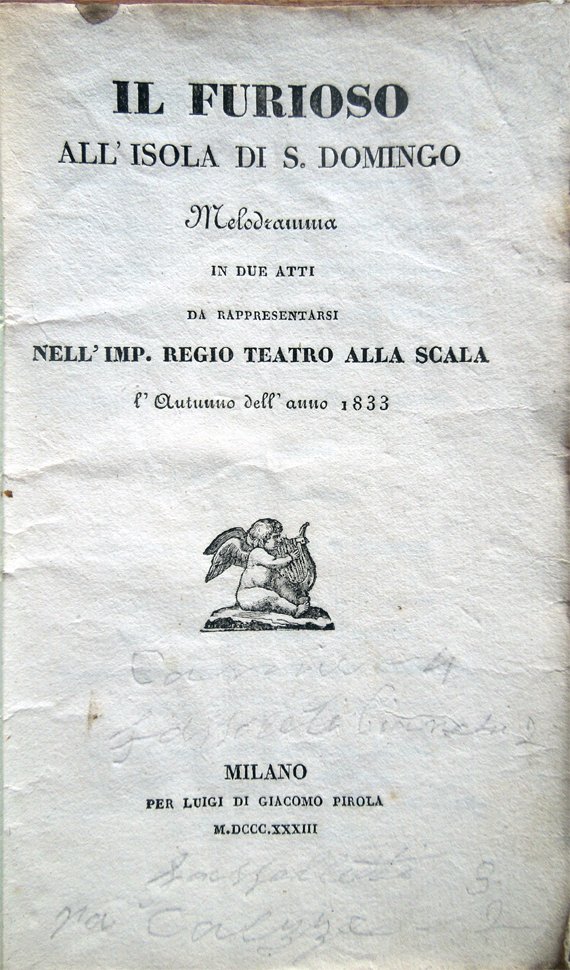 IL FURIOSO
ALL' ISOLA DI S. DOMINGO
Melodramma
IN DUE ATTI
DA RAPPRESENTARSI
NELL' IMP. REGIO TEATRO ALLA SCALA
l' Autunno dell' anno 1833
MILANO
PER LUIGI DI GIACOMO PIROLA
M.DCCC.XXXIII